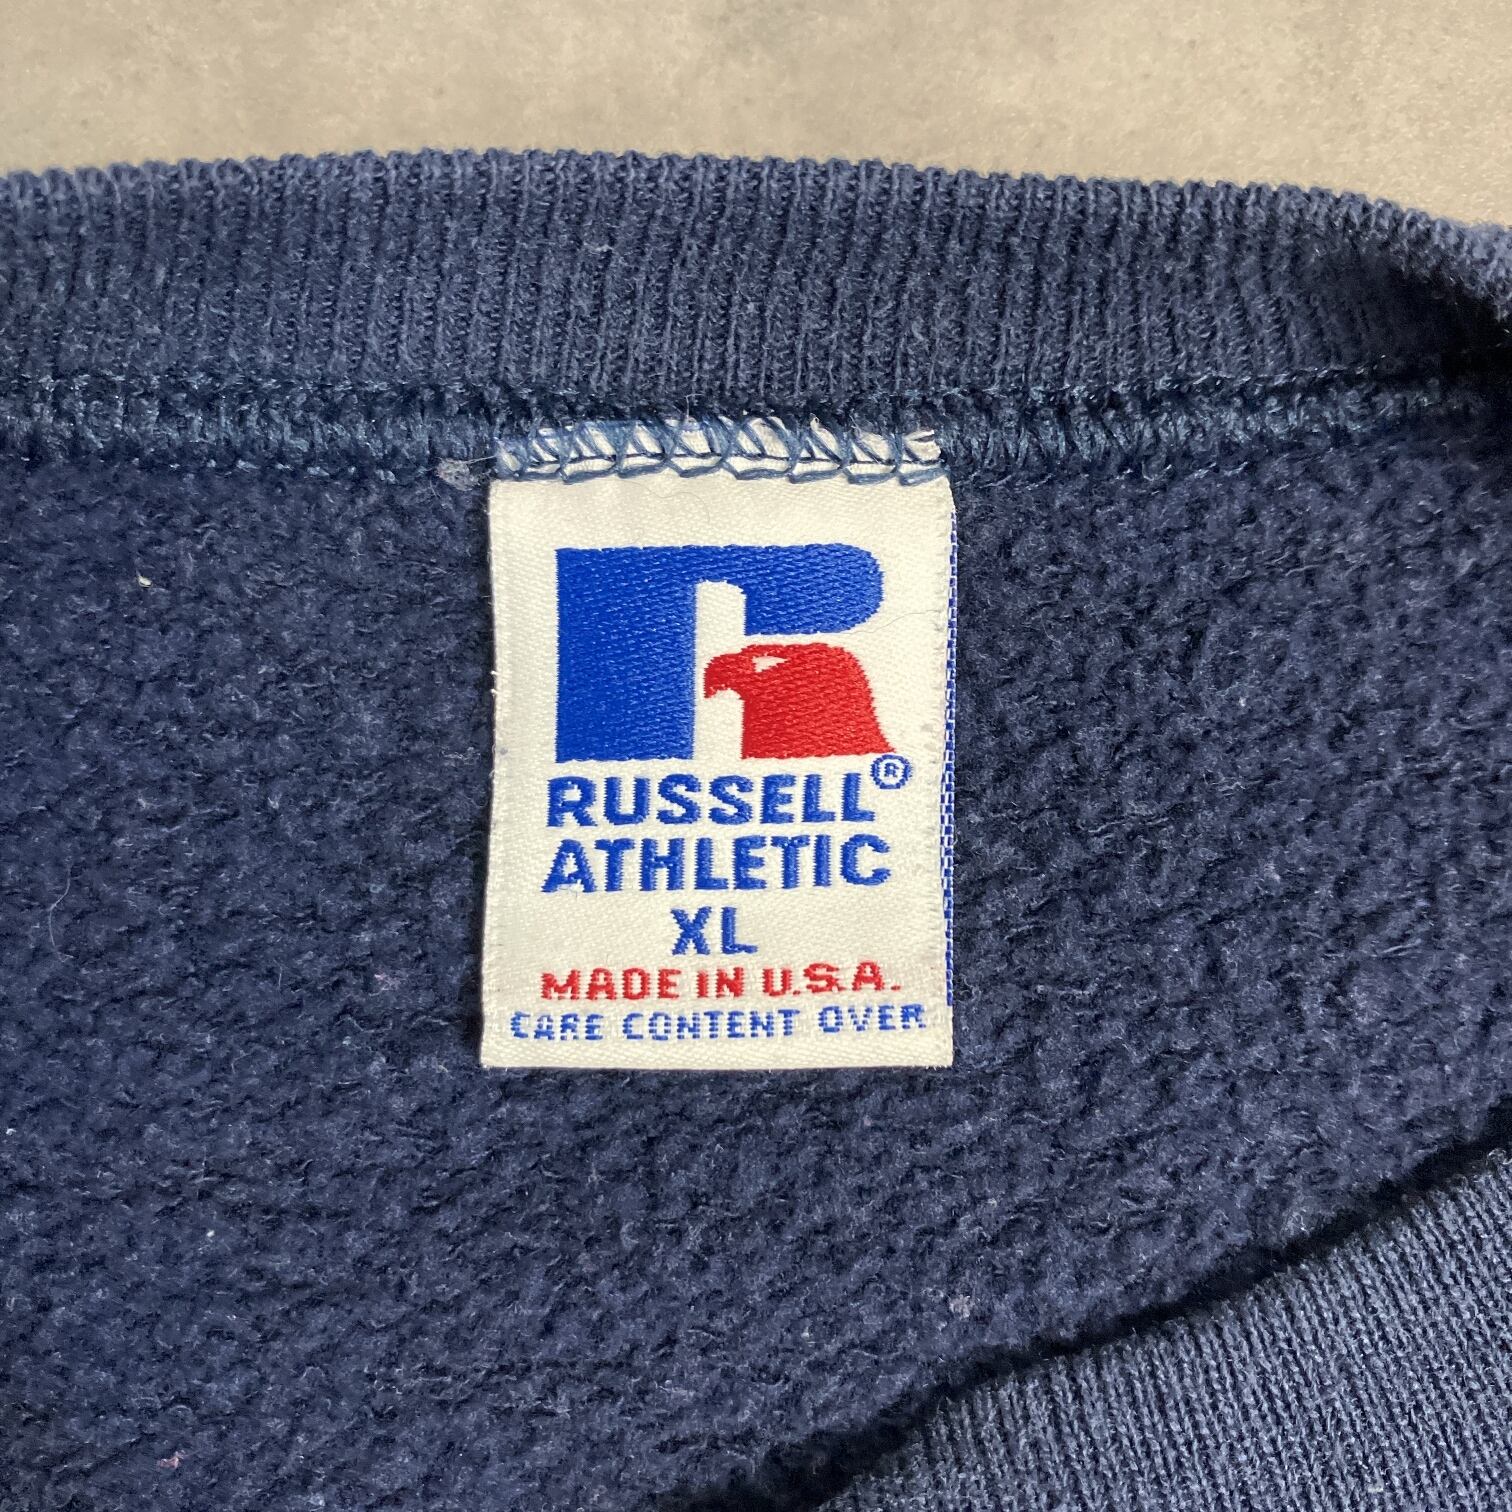 R
RUSSELL®
ATHLETIC
XL
MADE IN U.S.A.
CARE CONTENT OVER